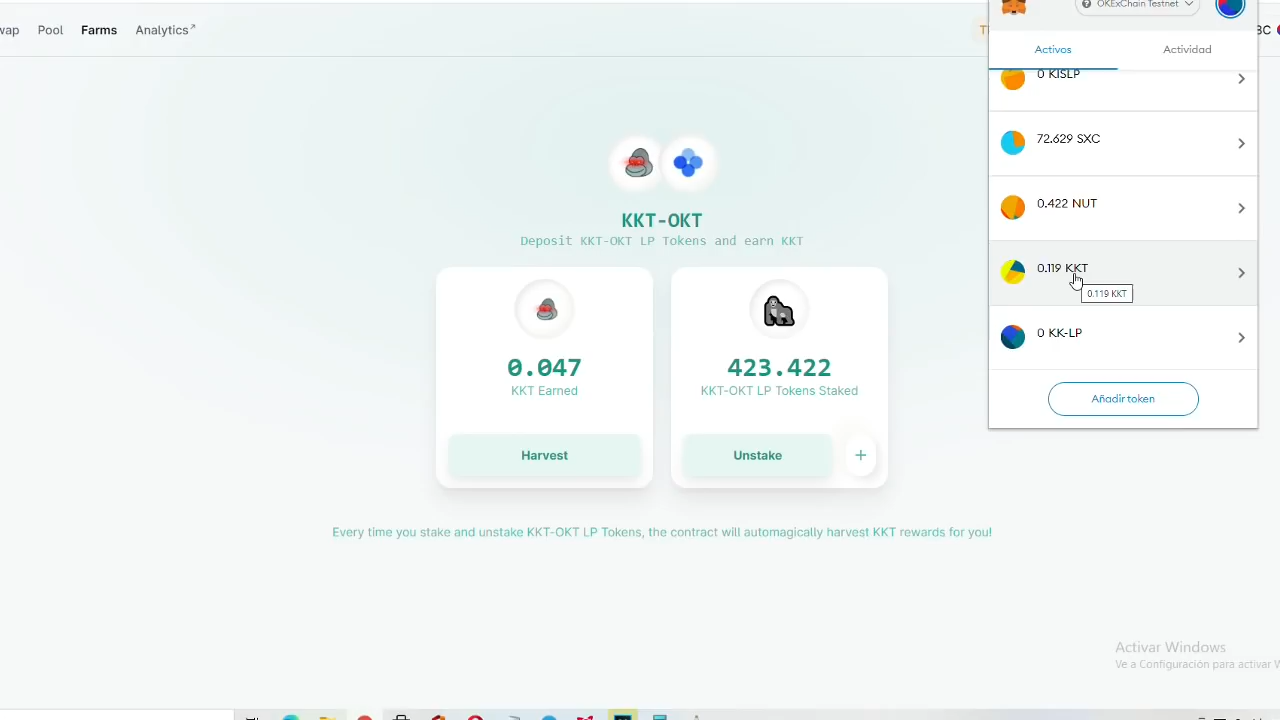 Pool Farms Analytics↗
OKExChain Testnet
Activos Actividad
0 KISLP
72.629 SXC
0.422 NUT
0.119 KKT
0.119 KKT
0 KK-LP
Añadir token
KKT-OKT
Deposit KKT-OKT LP Tokens and earn KKT
0.047
KKT Earned
Harvest
423.422
KKT-OKT LP Tokens Staked
Unstake +
Every time you stake and unstake KKT-OKT LP Tokens, the contract will automagically harvest KKT rewards for you!
Activar Windows
Ve a Configuración para activar